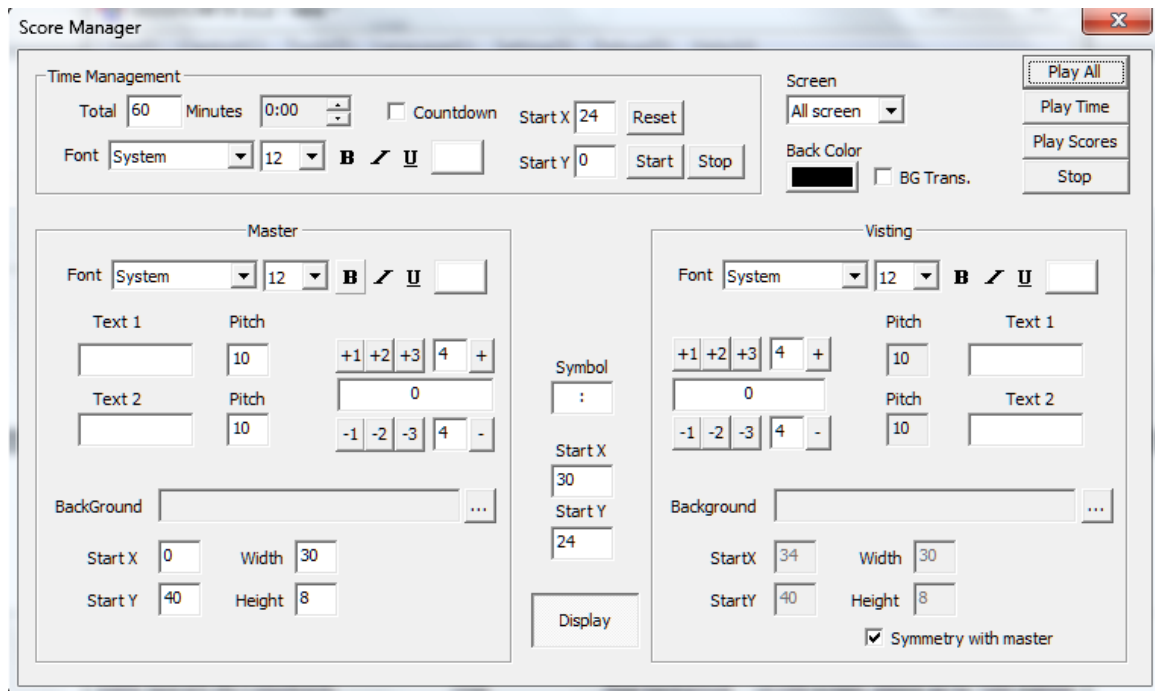 Score Manager
Time Management
Total 60 Minutes 0:00 Countdown Start X 24 Reset
Font System 12 B I U Start Y 0 Start Stop
Screen
All screen
Back Color
BG Trans.
Play All
Play Time
Play Scores
Stop
Master
Font System 12 B I U
Text 1 Pitch
10
+1 +2 +3 4 +
0
Text 2 Pitch
10
-1 -2 -3 4 -
BackGround ...
Start X 0 Width 30
Start Y 40 Height 8
Symbol
:
Start X
30
Start Y
24
Display
Visting
Font System 12 B I U
Pitch Text 1
+1 +2 +3 4 + 10
0
Pitch Text 2
-1 -2 -3 4 - 10
Background ...
StartX 34 Width 30
StartY 40 Height 8
Symmetry with master